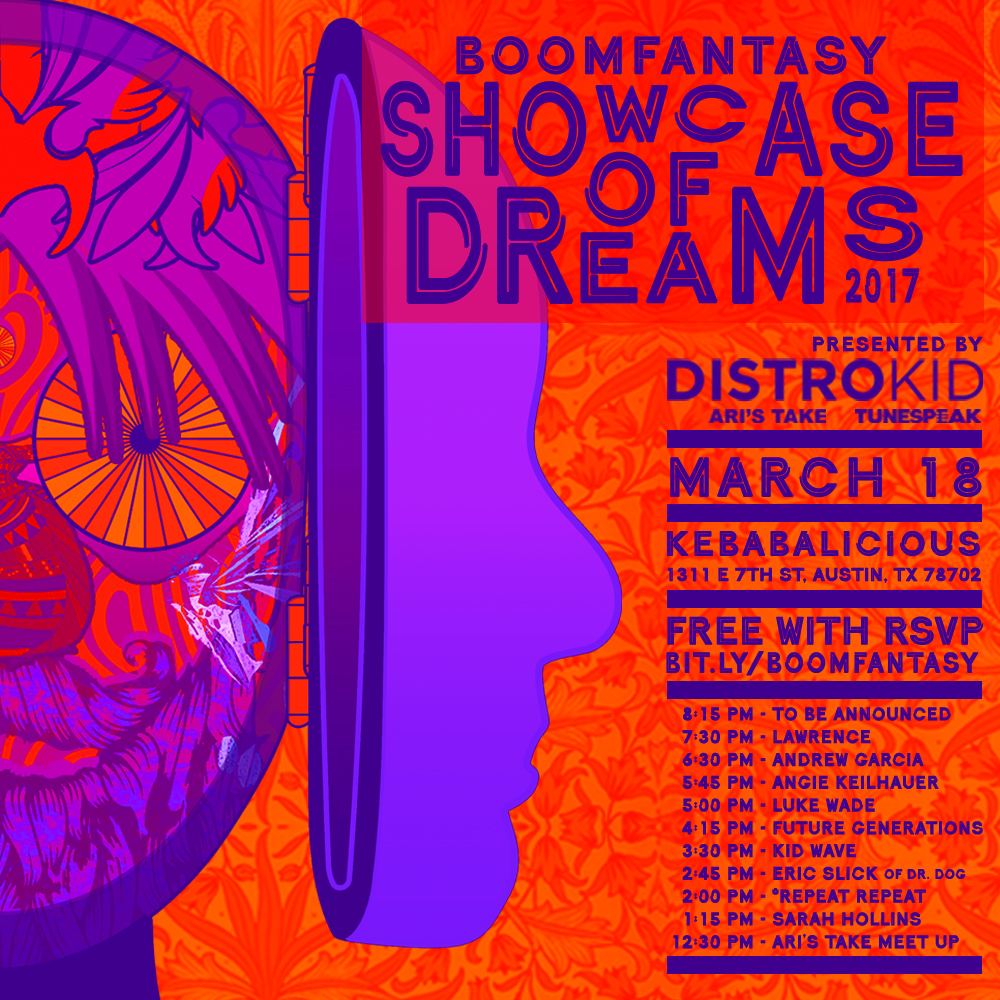 BOOMFANTASY
SHOWCASE
OF
DREAMS
2017
PRESENTED BY
DISTROKID
ARI'S TAKE TUNESPEAK
MARCH 18
KEBABALICIOUS
1311 E 7TH ST, AUSTIN, TX 78702
FREE WITH RSVP
BIT.LY/BOOMFANTASY
8:15 PM - TO BE ANNOUNCED
7:30 PM - LAWRENCE
6:30 PM - ANDREW GARCIA
5:45 PM - ANGIE KEILHAUER
5:00 PM - LUKE WADE
4:15 PM - FUTURE GENERATIONS
3:30 PM - KID WAVE
2:45 PM - ERIC SLICK OF DR. DOG
2:00 PM - *REPEAT REPEAT
1:15 PM - SARAH HOLLINS
12:30 PM - ARI'S TAKE MEET UP